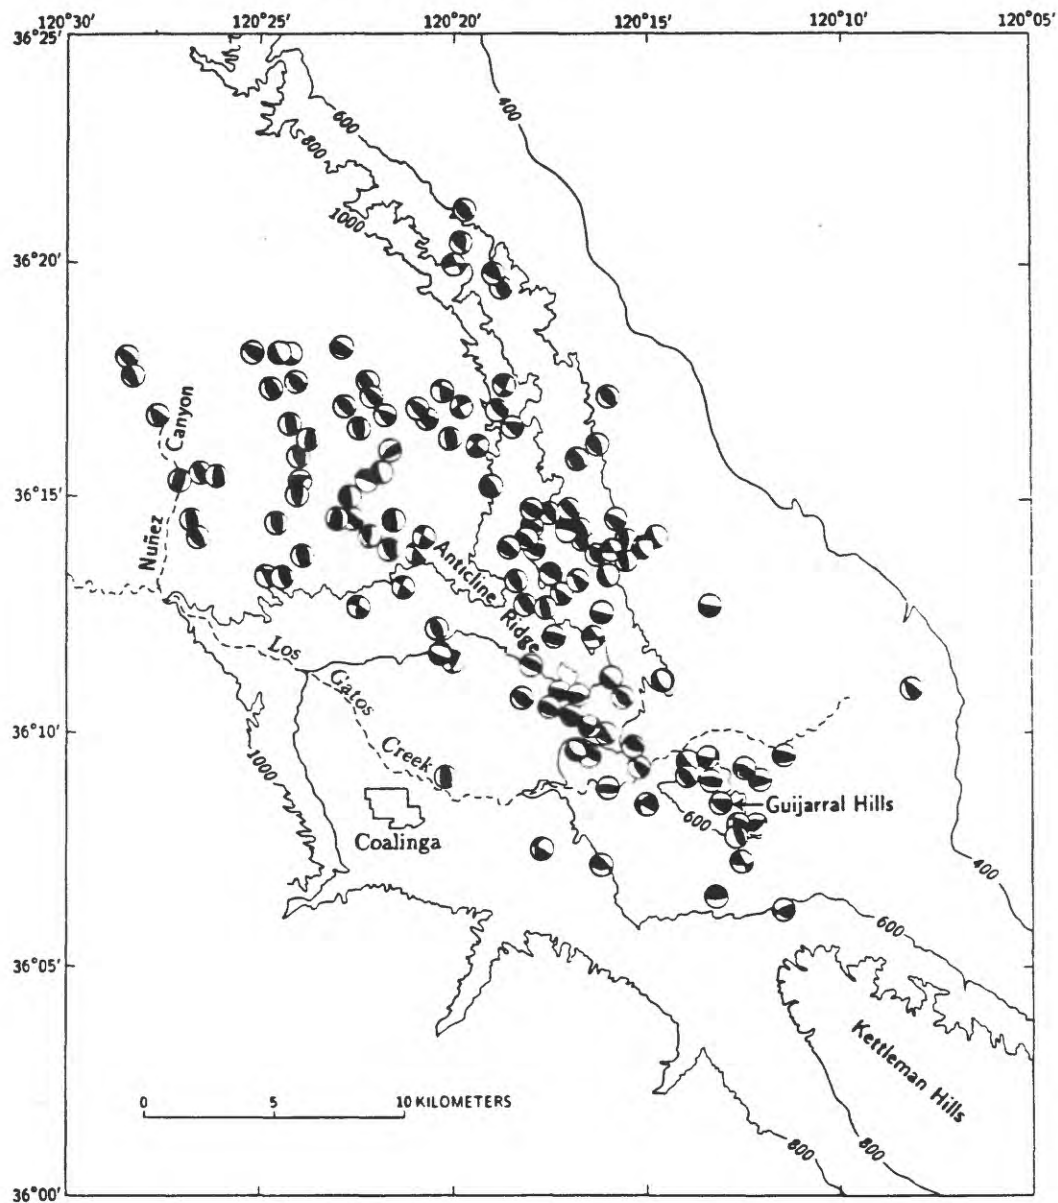 120°30′ 120°25′ 120°20′ 120°15′ 120°10′ 120°05′
36°25′
400
600
800
1000
36°20′
Canyon
36°15′
Nuñez
Anticline
Ridge
Los
Gatos
36°10′
Creek
1000
Guijarral Hills
600
Coalinga
400
600
36°05′
Kettleman Hills
0 5 10 KILOMETERS
800
800
36°00′